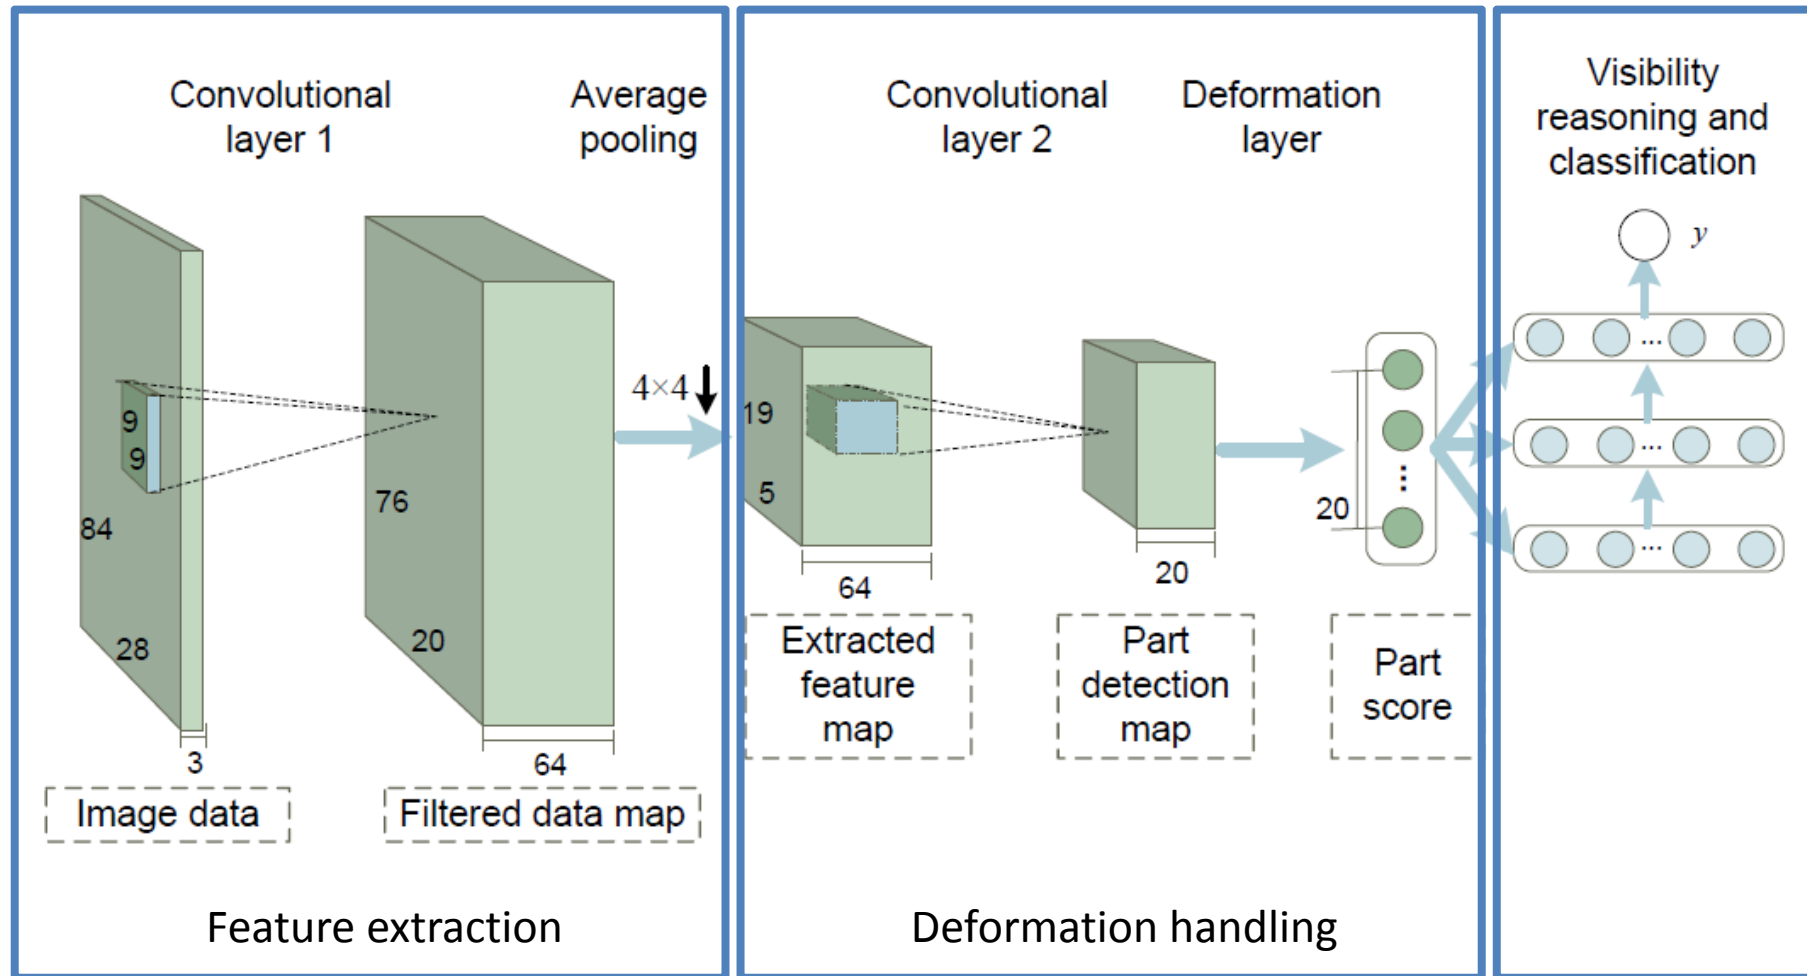 Convolutional
layer 1
Average
pooling
4×4
9
9
84
28
3
76
20
64
Image data
Filtered data map
Feature extraction
Convolutional
layer 2
Deformation
layer
19
5
64
20
20
...
Extracted
feature
map
Part
detection
map
Part
score
Deformation handling
Visibility
reasoning and
classification
y
...
...
...